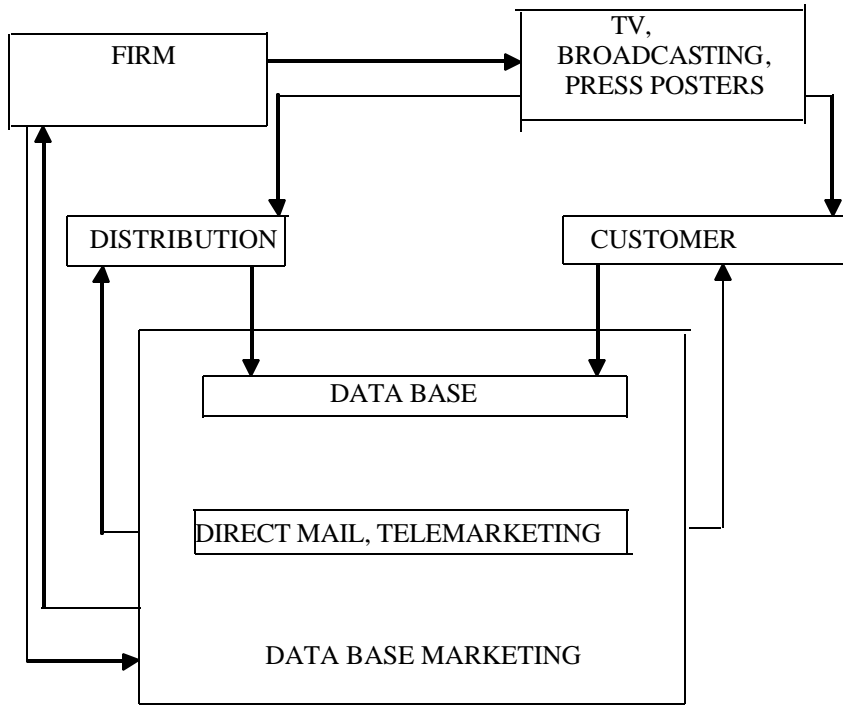 FIRM
TV,
BROADCASTING,
PRESS POSTERS
DISTRIBUTION
CUSTOMER
DATA BASE
DIRECT MAIL, TELEMARKETING
DATA BASE MARKETING